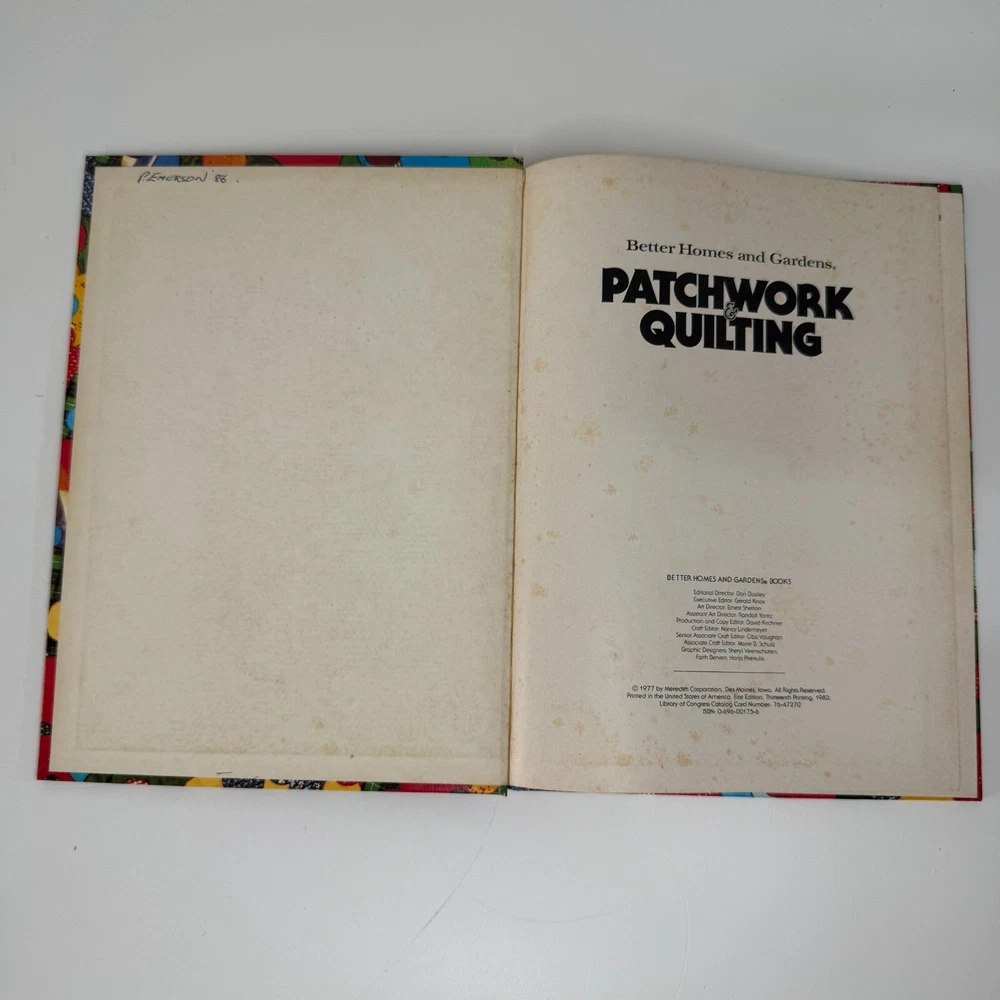 P. EMERSON '88.
Better Homes and Gardens®
PATCHWORK
&
QUILTING
BETTER HOMES AND GARDENS® BOOKS
Editorial Director: Don Dooley
Executive Editor: Gerald Knox
Art Director: Ernest Shelton
Assistant Art Director: Randall Yontz
Production and Copy Editor: David Kirchner
Craft Editor: Nancy Lindemeyer
Senior Associate Craft Editor: Ciba Vaughan
Associate Craft Editor: Marie D. Schulz
Graphic Designers: Sheryl Veenschoten,
Faith Berven, Harijs Priekulis
© 1977 by Meredith Corporation, Des Moines, Iowa. All Rights Reserved.
Printed in the United States of America. First Edition. Thirteenth Printing, 1983.
Library of Congress Catalog Card Number: 76-47270
ISBN: 0-696-00175-6